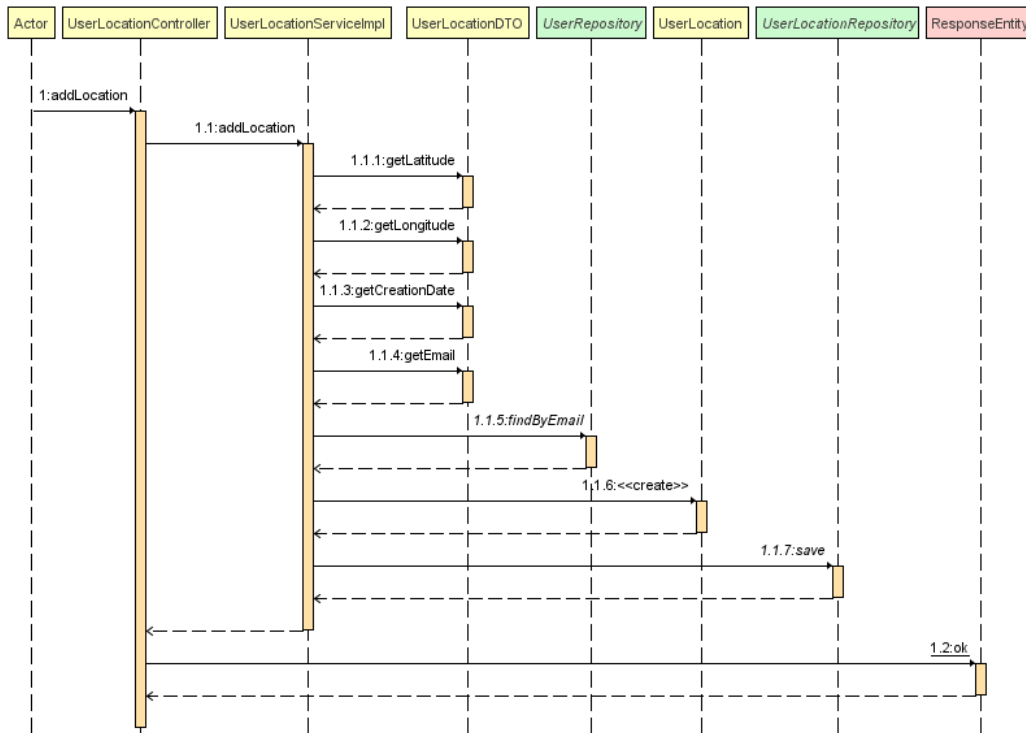 Actor
UserLocationController
UserLocationServiceImpl
UserLocationDTO
UserRepository
UserLocation
UserLocationRepository
ResponseEntity
1:addLocation
1.1:addLocation
1.1.1:getLatitude
1.1.2:getLongitude
1.1.3:getCreationDate
1.1.4:getEmail
1.1.5:findByEmail
1.1.6:<<create>>
1.1.7:save
1.2:ok